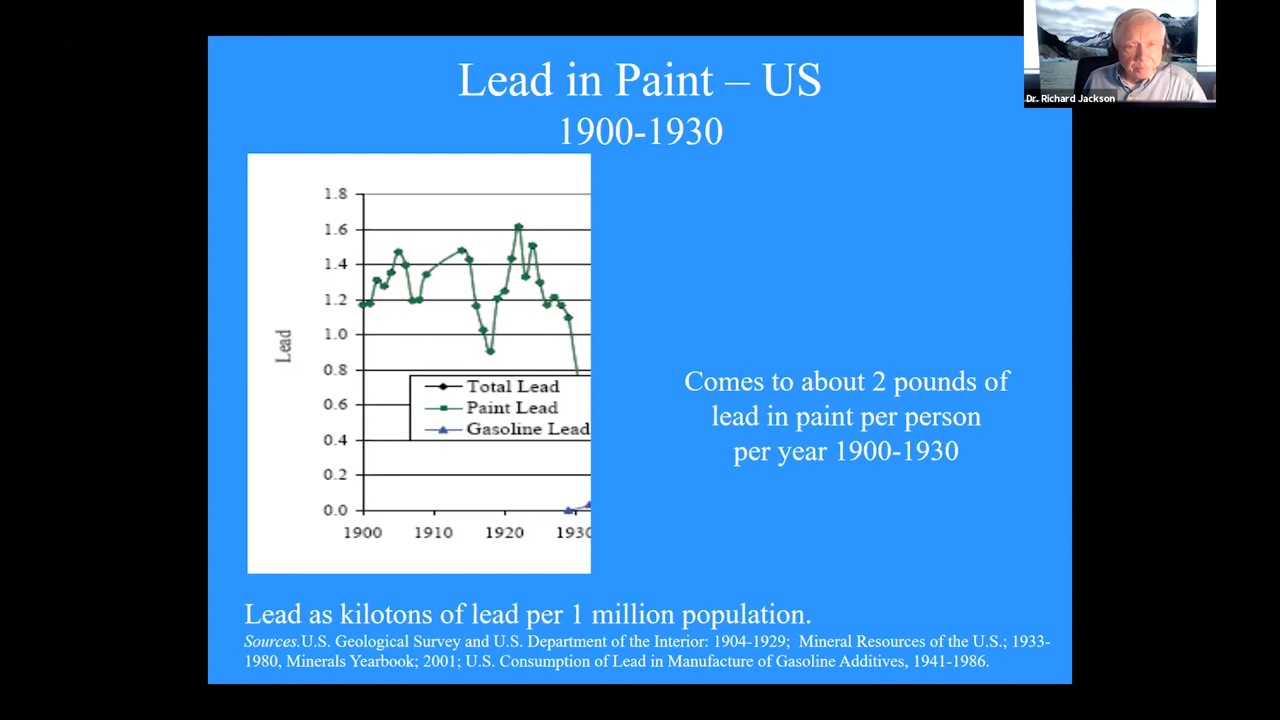 Lead in Paint – US
1900-1930
Dr. Richard Jackson
1.8
1.6
1.4
1.2
1.0
0.8
0.6
0.4
0.2
0.0
Lead
Total Lead
Paint Lead
Gasoline Lead
1900 1910 1920 1930
Comes to about 2 pounds of
lead in paint per person
per year 1900-1930
Lead as kilotons of lead per 1 million population.
Sources.U.S. Geological Survey and U.S. Department of the Interior: 1904-1929; Mineral Resources of the U.S.; 1933-
1980, Minerals Yearbook; 2001; U.S. Consumption of Lead in Manufacture of Gasoline Additives, 1941-1986.